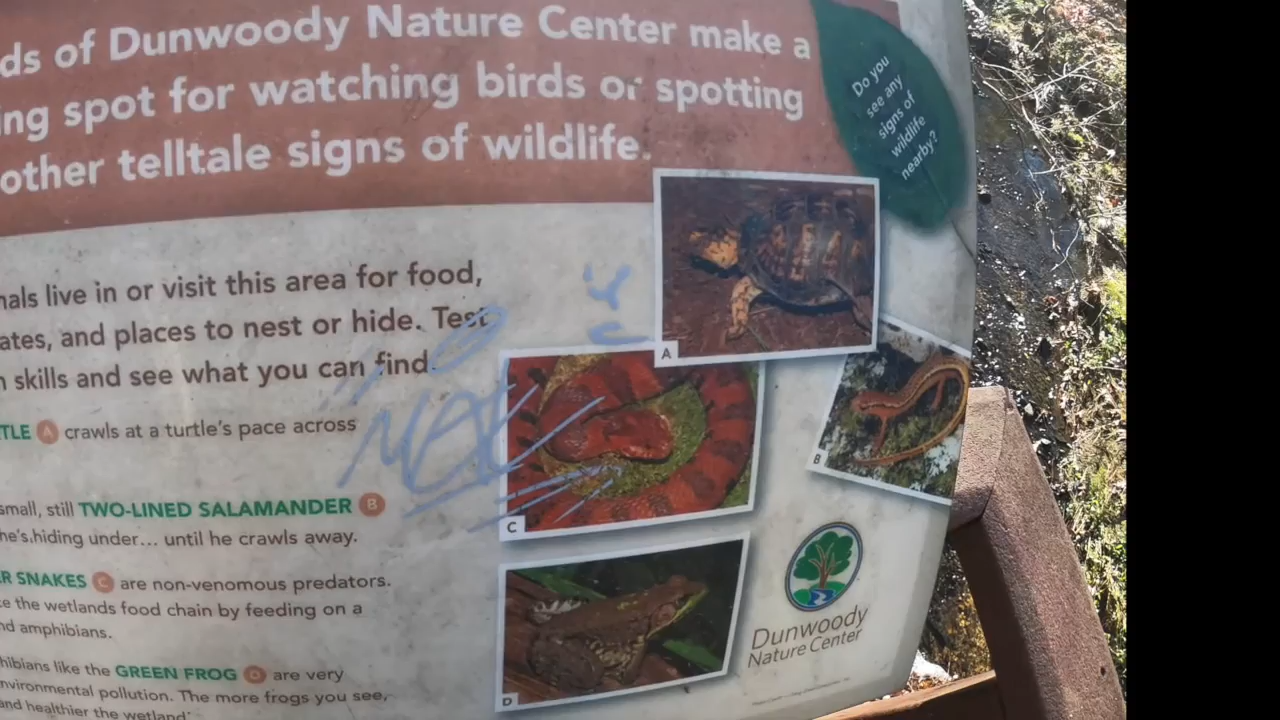 ds of Dunwoody Nature Center make a
ing spot for watching birds or spotting
other telltale signs of wildlife.
Do you
see any
signs of
wildlife
nearby?
nals live in or visit this area for food,
ates, and places to nest or hide. Test
n skills and see what you can find.
TLE A crawls at a turtle's pace across
small, still TWO-LINED SALAMANDER B
he's hiding under... until he crawls away.
R SNAKES C are non-venomous predators.
e the wetlands food chain by feeding on a
nd amphibians.
hibians like the GREEN FROG D are very
nvironmental pollution. The more frogs you see,
and healthier the wetland
A
B
C
D
Dunwoody
Nature Center